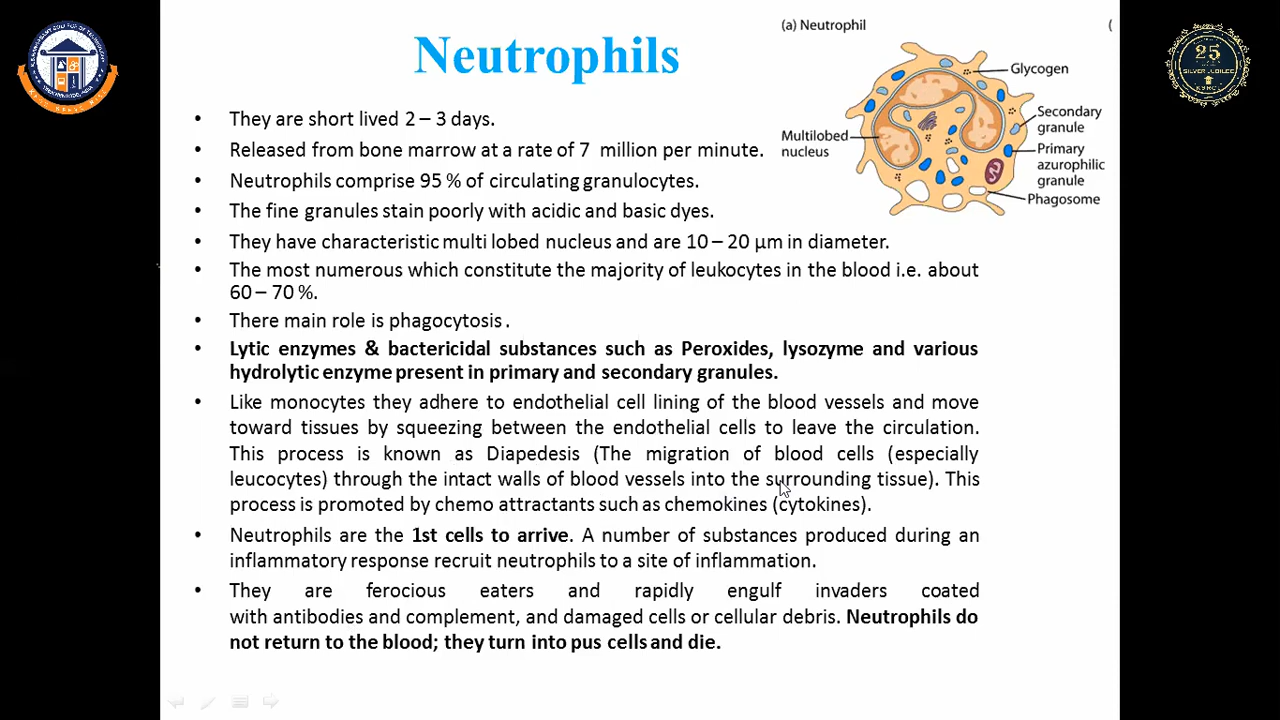 (a) Neutrophil
(
Neutrophils
Glycogen
Secondary
granule
Multilobed
nucleus
Primary
azurophilic
granule
Phagosome
• They are short lived 2 – 3 days.
• Released from bone marrow at a rate of 7 million per minute.
• Neutrophils comprise 95 % of circulating granulocytes.
• The fine granules stain poorly with acidic and basic dyes.
• They have characteristic multi lobed nucleus and are 10 – 20 µm in diameter.
• The most numerous which constitute the majority of leukocytes in the blood i.e. about
60 – 70 %.
• There main role is phagocytosis .
• Lytic enzymes & bactericidal substances such as Peroxides, lysozyme and various
hydrolytic enzyme present in primary and secondary granules.
• Like monocytes they adhere to endothelial cell lining of the blood vessels and move
toward tissues by squeezing between the endothelial cells to leave the circulation.
This process is known as Diapedesis (The migration of blood cells (especially
leucocytes) through the intact walls of blood vessels into the surrounding tissue). This
process is promoted by chemo attractants such as chemokines (cytokines).
• Neutrophils are the 1st cells to arrive. A number of substances produced during an
inflammatory response recruit neutrophils to a site of inflammation.
• They are ferocious eaters and rapidly engulf invaders coated
with antibodies and complement, and damaged cells or cellular debris. Neutrophils do
not return to the blood; they turn into pus cells and die.
25
SILVER JUBILEE